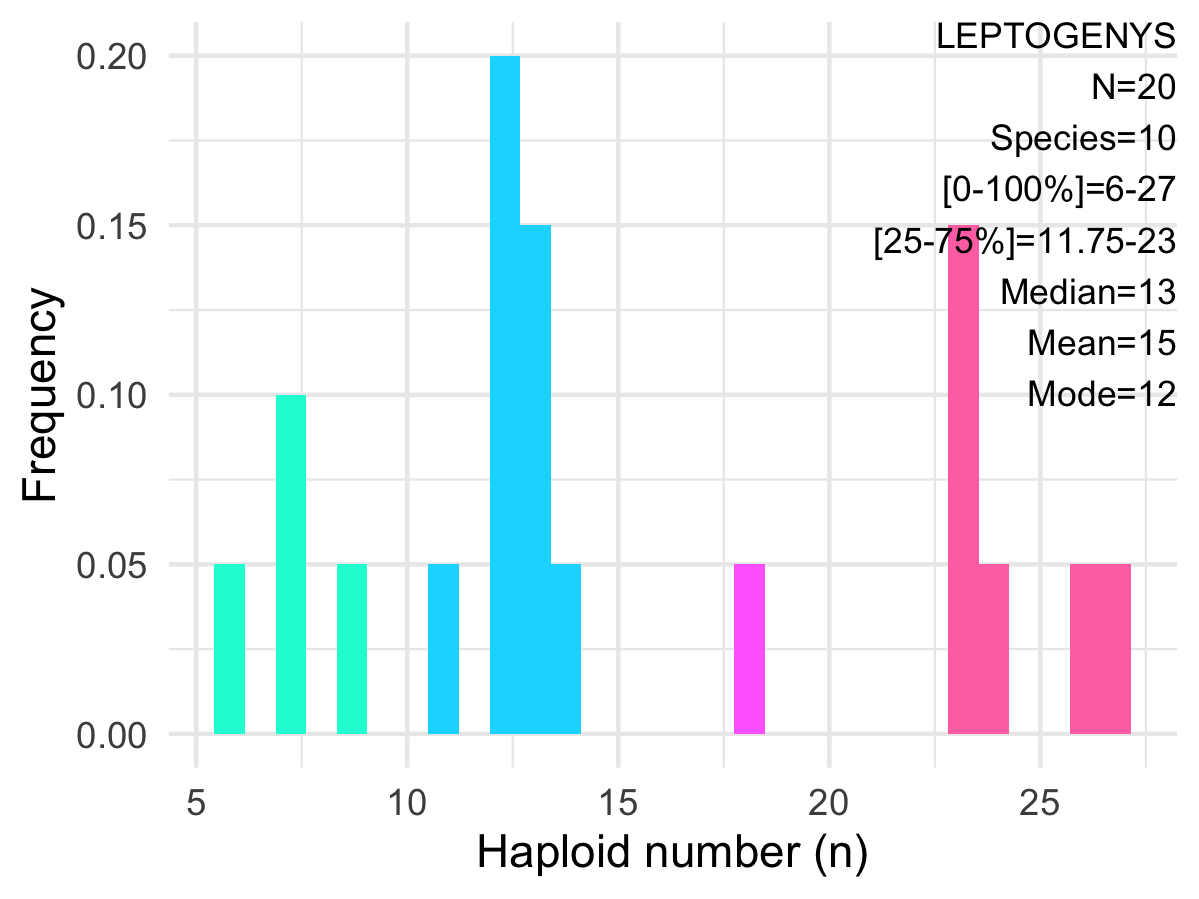 LEPTOGENYS
N=20
Species=10
[0-100%]=6-27
[25-75%]=11.75-23
Median=13
Mean=15
Mode=12
Frequency
0.20
0.15
0.10
0.05
0.00
5 10 15 20 25
Haploid number (n)